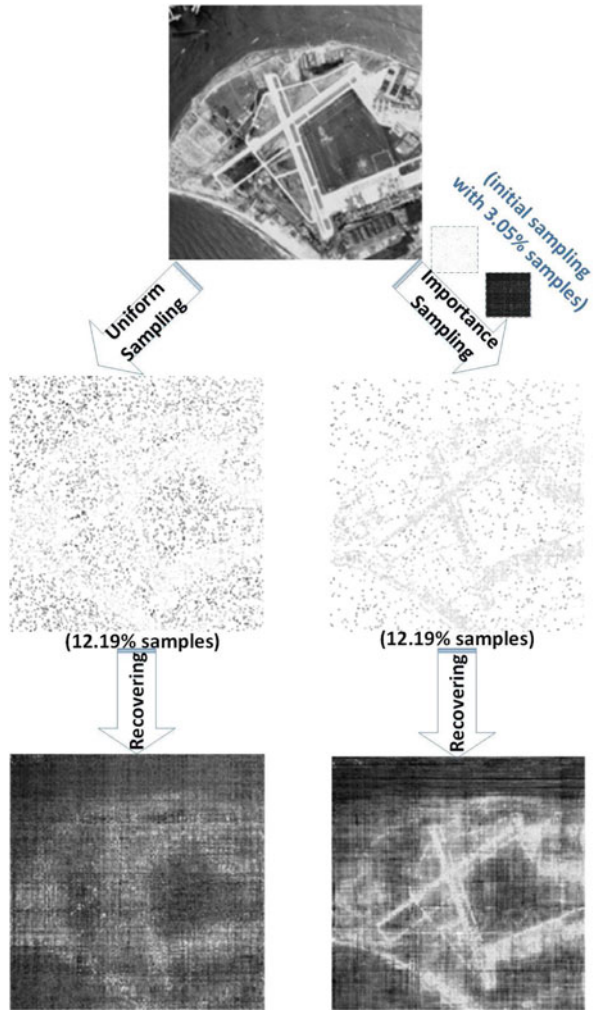 (initial sampling
with 3.05% samples)
Uniform
Sampling
Importance
Sampling
(12.19% samples)
(12.19% samples)
Recovering
Recovering